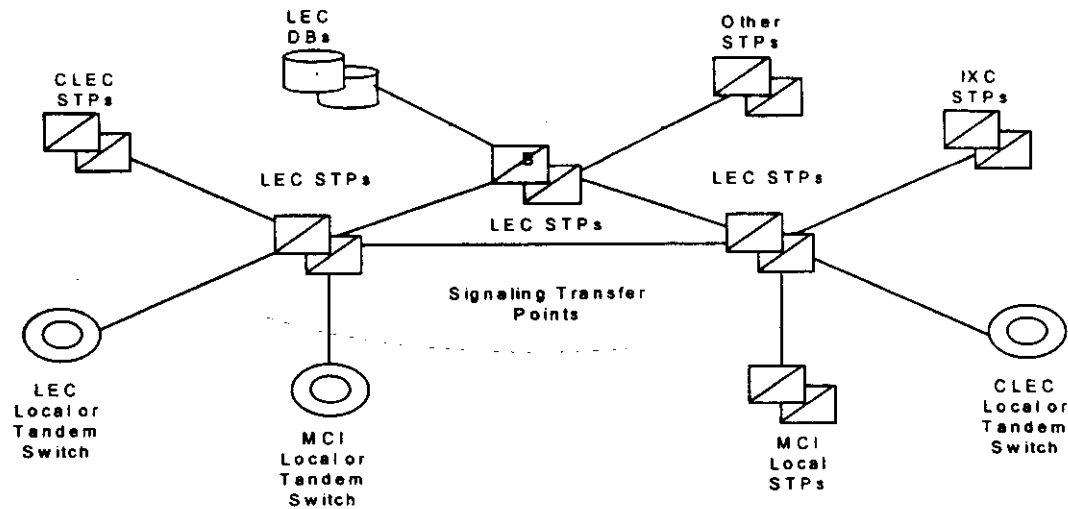 LEC
DBs
Other
STPs
CLEC
STPs
IXC
STPs
LEC STPs
LEC STPs
LEC STPs
Signaling Transfer
Points
LEC
Local or
Tandem
Switch
MCI
Local or
Tandem
Switch
MCI
Local
STPs
CLEC
Local or
Tandem
Switch